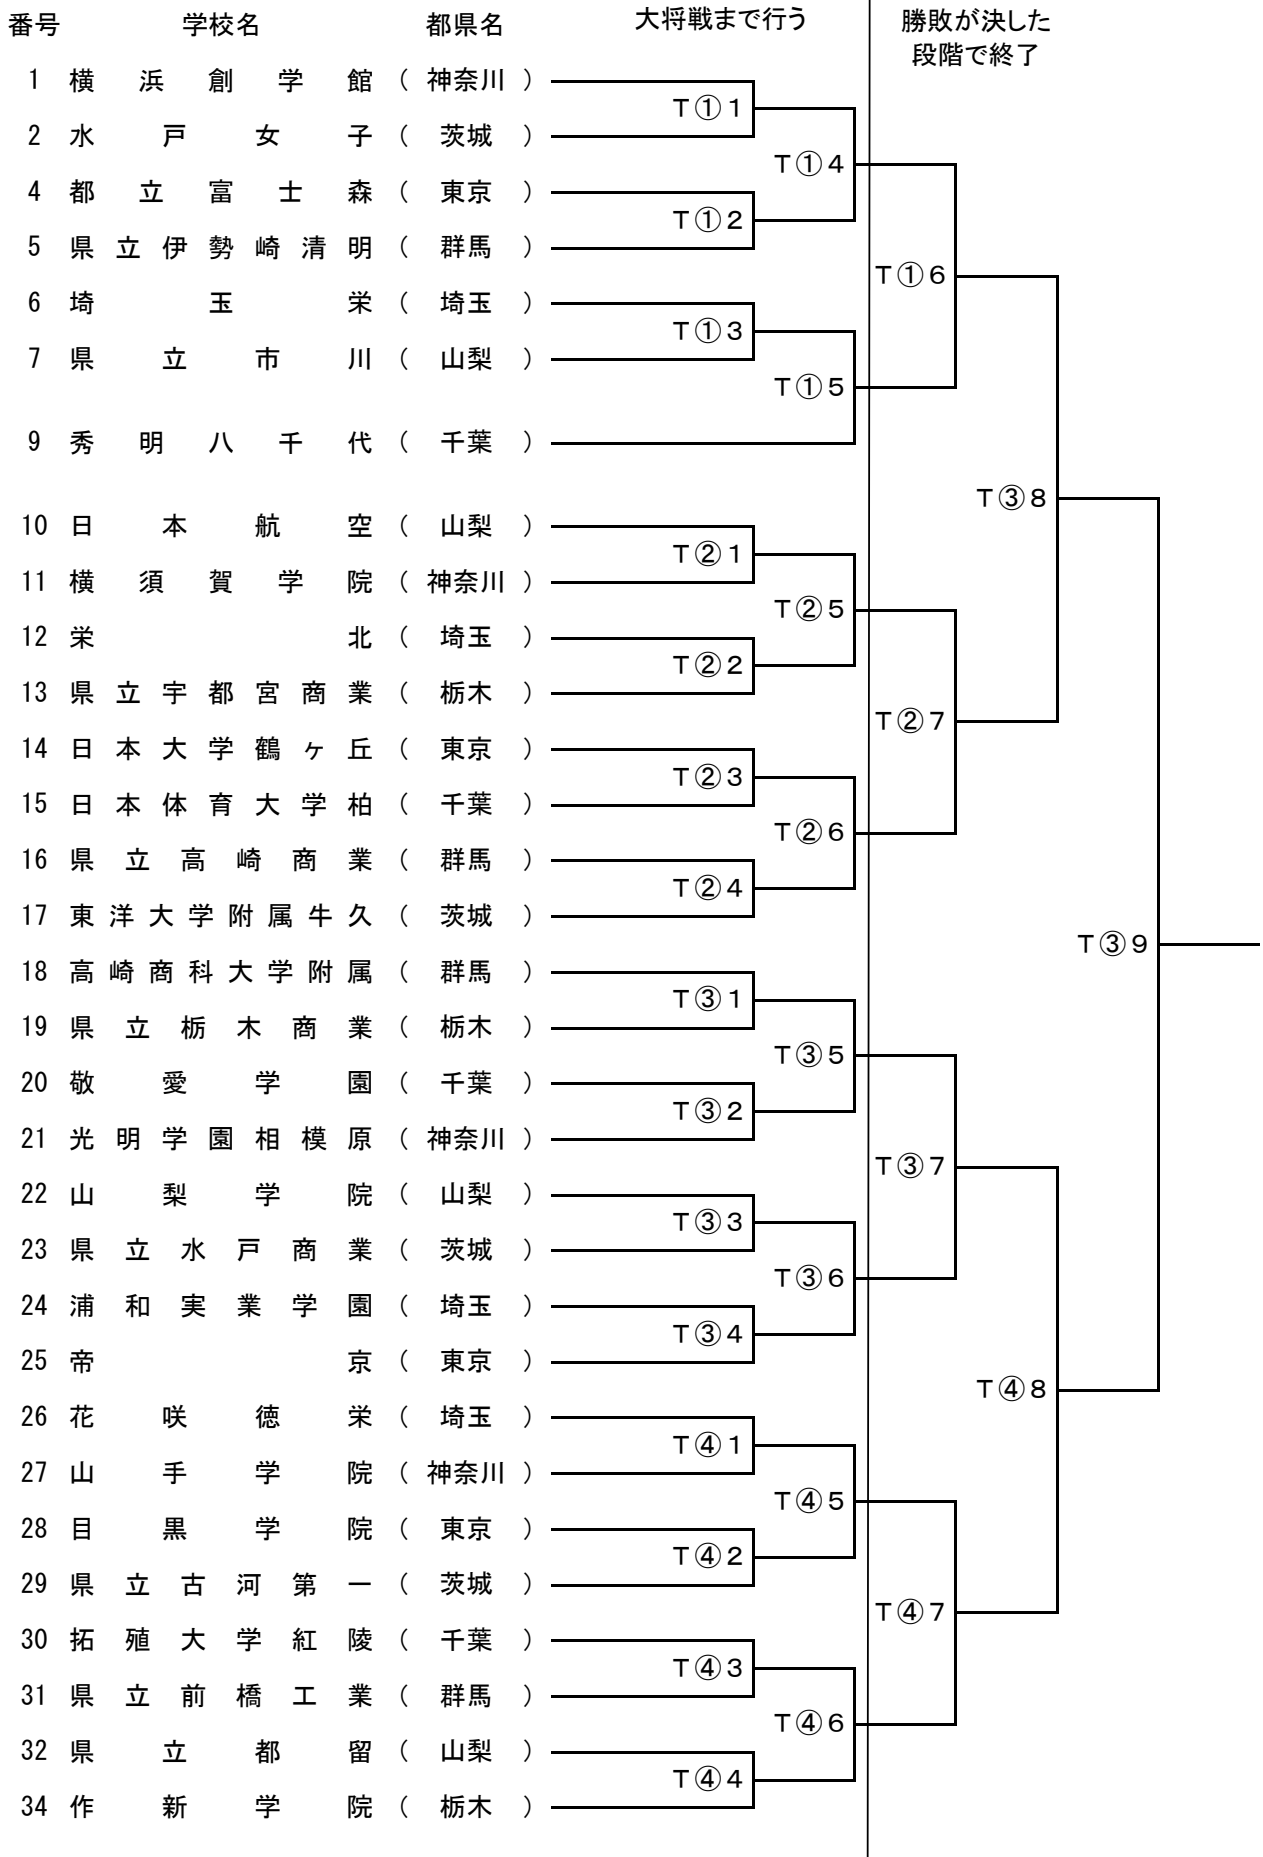 番号 学校名 都県名 大将戦まで行う 勝敗が決した
段階で終了
1 横浜創学館 ( 神奈川 )
T①1
2 水戸女子 ( 茨城 )
T①4
4 都立富士森 ( 東京 )
T①2
5 県立伊勢崎清明 ( 群馬 )
T①6
6 埼玉栄 ( 埼玉 )
T①3
7 県立市川 ( 山梨 )
T①5
9 秀明八千代 ( 千葉 )
T③8
10 日本航空 ( 山梨 )
T②1
11 横須賀学院 ( 神奈川 )
T②5
12 栄北 ( 埼玉 )
T②2
13 県立宇都宮商業 ( 栃木 )
T②7
14 日本大学鶴ヶ丘 ( 東京 )
T②3
15 日本体育大学柏 ( 千葉 )
T②6
16 県立高崎商業 ( 群馬 )
T②4
17 東洋大学附属牛久 ( 茨城 )
T③9
18 高崎商科大学附属 ( 群馬 )
T③1
19 県立栃木商業 ( 栃木 )
T③5
20 敬愛学園 ( 千葉 )
T③2
21 光明学園相模原 ( 神奈川 )
T③7
22 山梨学院 ( 山梨 )
T③3
23 県立水戸商業 ( 茨城 )
T③6
24 浦和実業学園 ( 埼玉 )
T③4
25 帝京 ( 東京 )
T④8
26 花咲徳栄 ( 埼玉 )
T④1
27 山手学院 ( 神奈川 )
T④5
28 目黒学院 ( 東京 )
T④2
29 県立古河第一 ( 茨城 )
T④7
30 拓殖大学紅陵 ( 千葉 )
T④3
31 県立前橋工業 ( 群馬 )
T④6
32 県立都留 ( 山梨 )
T④4
34 作新学院 ( 栃木 )